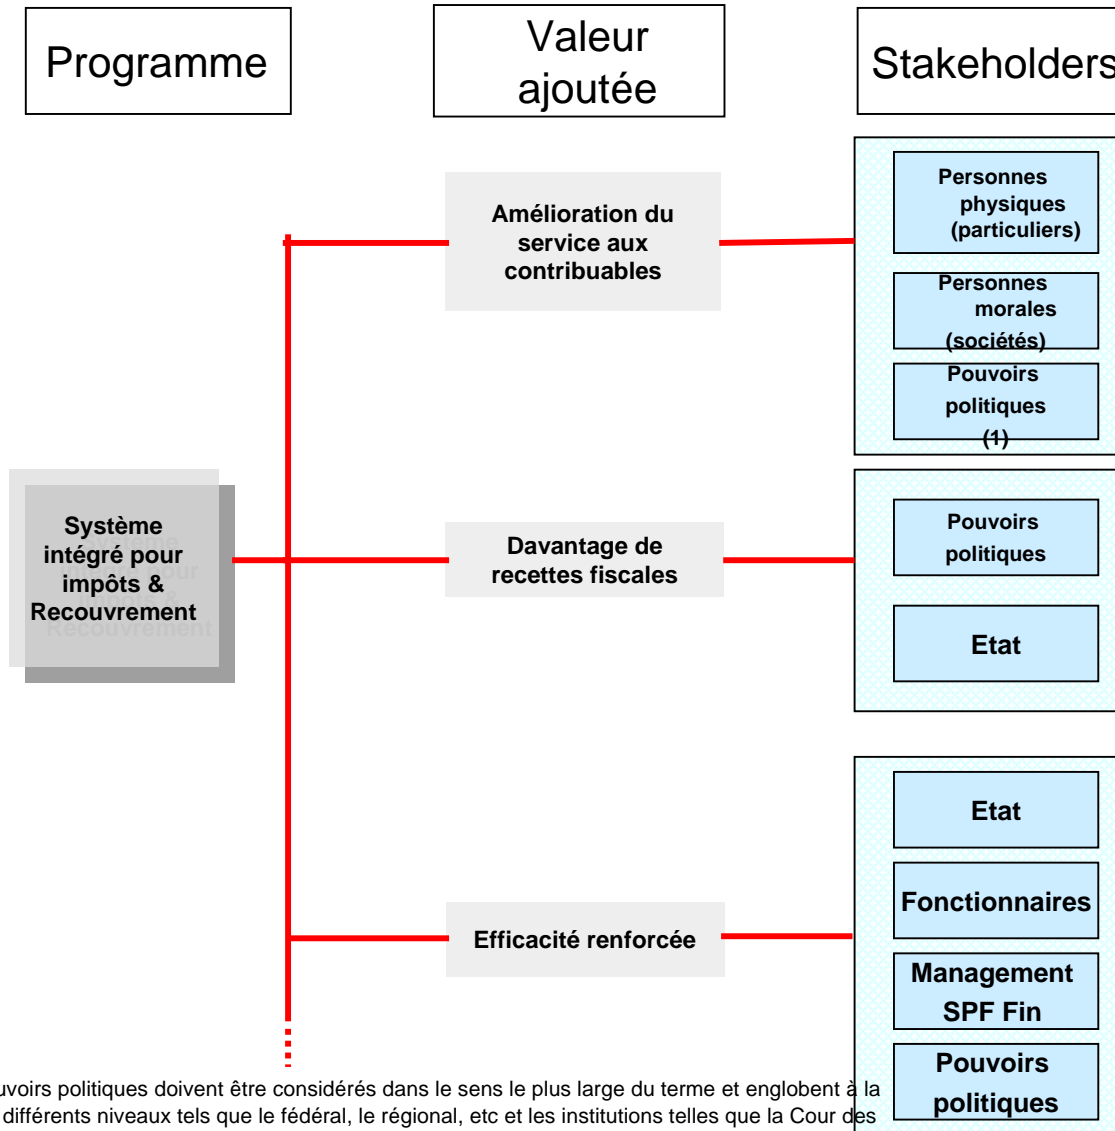 Programme
Valeur
ajoutée
Stakeholders
Amélioration du
service aux
contribuables
Personnes
physiques
(particuliers)
Personnes
morales
(sociétés)
Pouvoirs
politiques
(1)
Système
intégré pour
impôts &
Recouvrement
Davantage de
recettes fiscales
Pouvoirs
politiques
Etat
Efficacité renforcée
Etat
Fonctionnaires
Management
SPF Fin
Pouvoirs
politiques
politiques doivent être considérés dans le sens le plus large du terme et englobent à la
différents niveaux tels que le fédéral, le régional, etc et les institutions telles que la Cour des